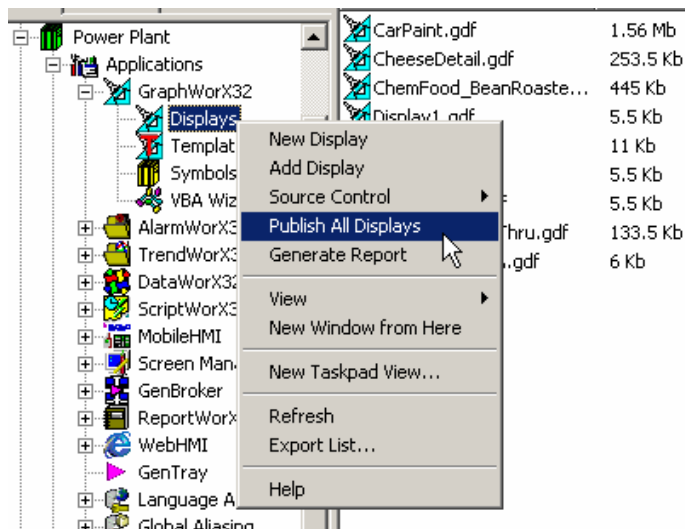 Power Plant
Applications
GraphWorX32
Displays
Templat
Symbols
VBA Wiz
AlarmWorX3
TrendWorX3
DataWorX32
ScriptWorX3
MobileHMI
Screen Man
GenBroker
ReportWorX
WebHMI
GenTray
Language A
Global Aliasing
New Display
Add Display
Source Control
Publish All Displays
Generate Report
View
New Window from Here
New Taskpad View...
Refresh
Export List...
Help
CarPaint.gdf 1.56 Mb
CheeseDetail.gdf 253.5 Kb
ChemFood_BeanRoaste... 445 Kb
Display1.gdf 5.5 Kb
11 Kb
5.5 Kb
5.5 Kb
Thru.gdf 133.5 Kb
.gdf 6 Kb